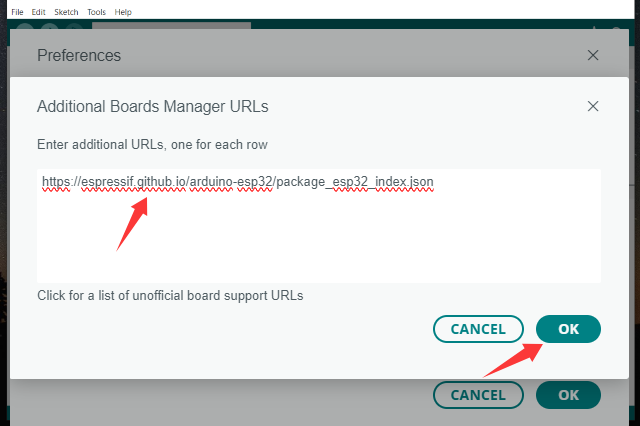 File Edit Sketch Tools Help
Preferences
Additional Boards Manager URLs
Enter additional URLs, one for each row
https://espressif.github.io/arduino-esp32/package_esp32_index.json
Click for a list of unofficial board support URLs
CANCEL OK
CANCEL OK